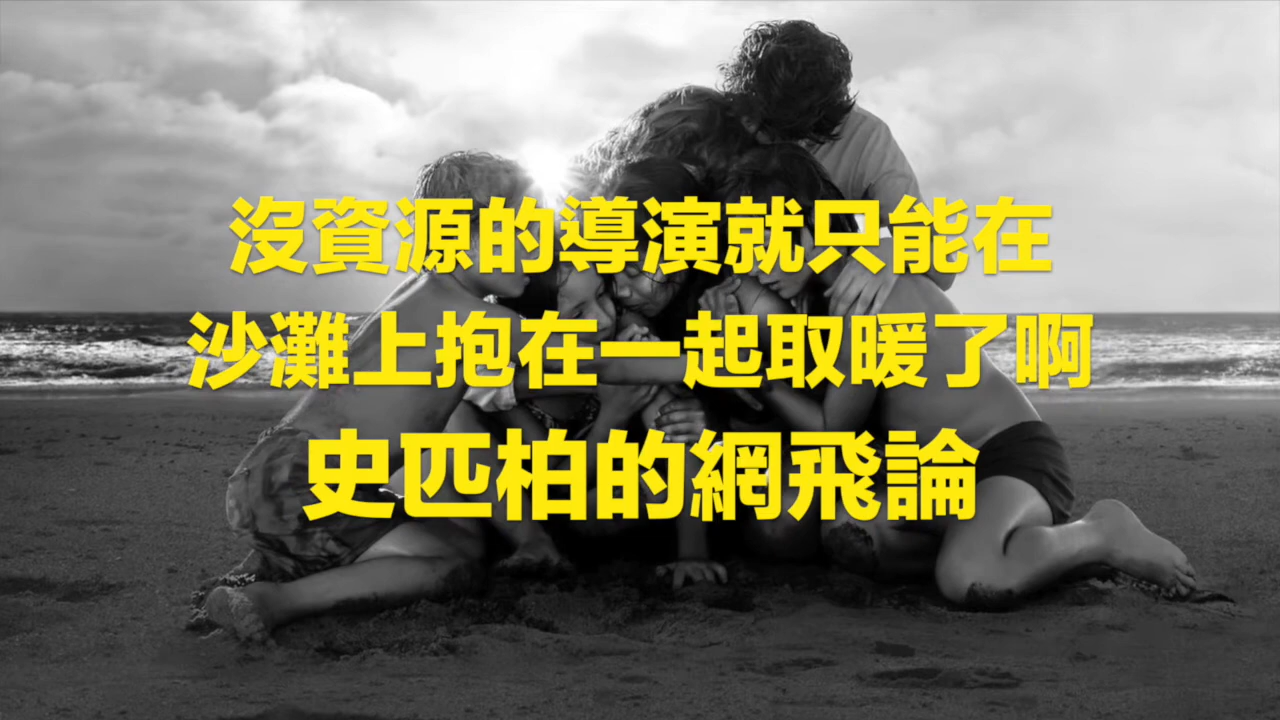 沒資源的導演就只能在
沙灘上抱在一起取暖了啊
史匹柏的網飛論